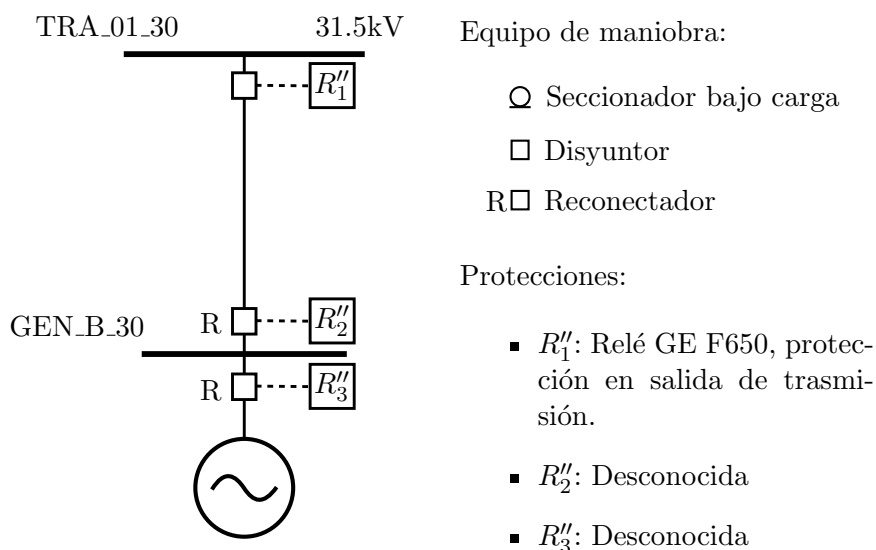 TRA_01_30 31.5kV
R″₁
GEN_B_30 R R″₂
R R″₃
Equipo de maniobra:
Seccionador bajo carga
Disyuntor
R Reconectador
Protecciones:
▪ R″₁: Relé GE F650, protec-
ción en salida de trasmi-
sión.
▪ R″₂: Desconocida
▪ R″₃: Desconocida